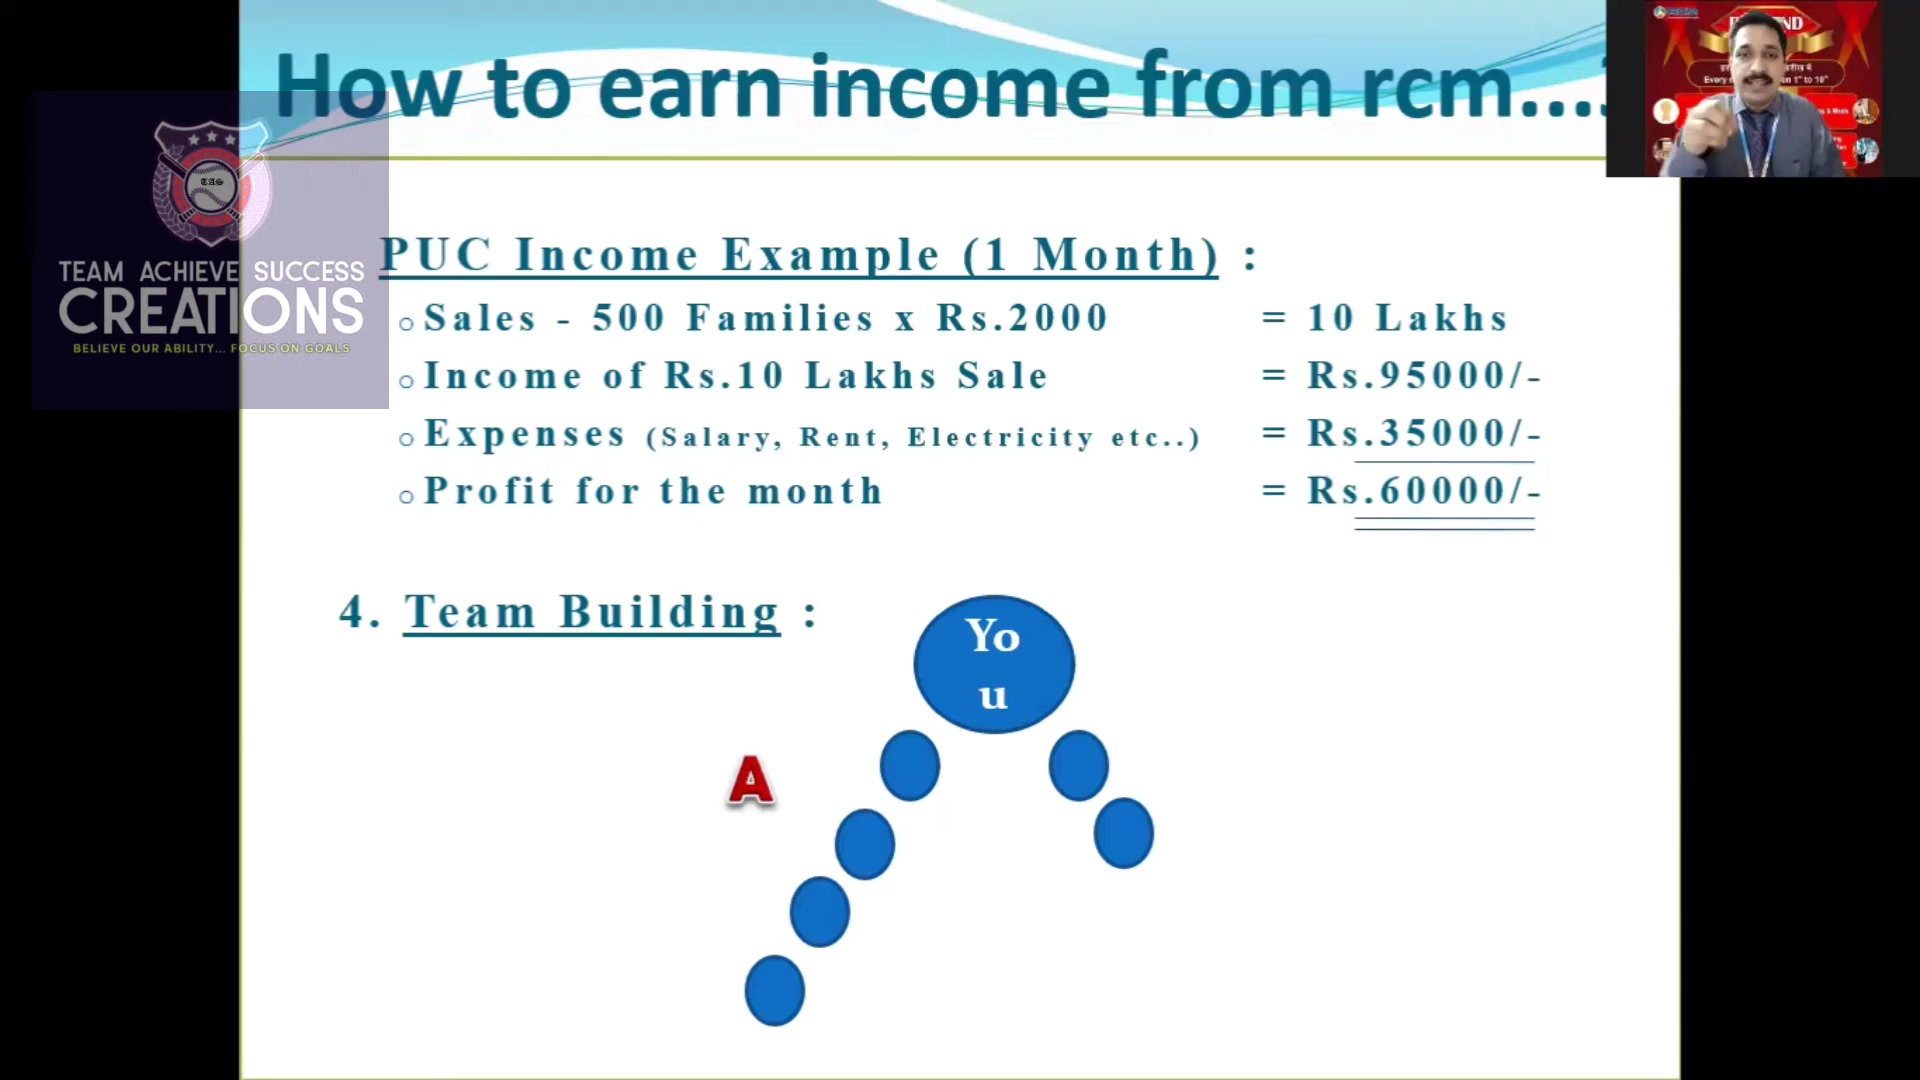 How to earn income from rcm...
TAS
TEAM ACHIEVE SUCCESS
CREATIONS
BELIEVE OUR ABILITY... FOCUS ON GOALS
PUC Income Example (1 Month) :
Sales - 500 Families x Rs.2000 = 10 Lakhs
Income of Rs.10 Lakhs Sale = Rs.95000/-
Expenses (Salary, Rent, Electricity etc..) = Rs.35000/-
Profit for the month = Rs.60000/-
4. Team Building :
Yo
u
A